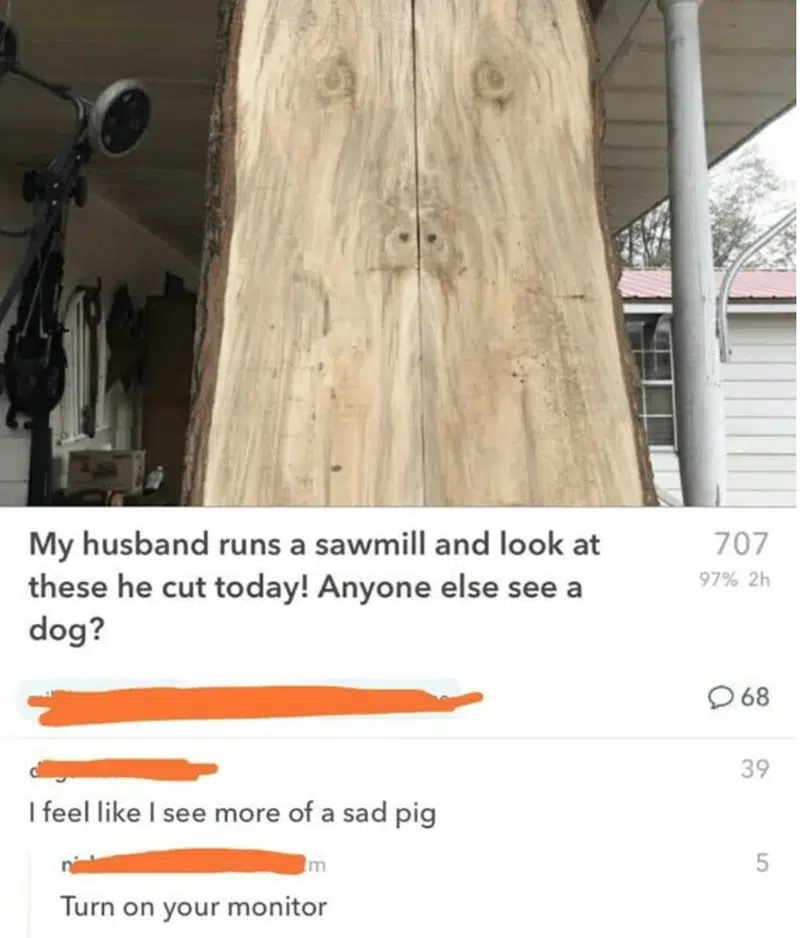 My husband runs a sawmill and look at
707
these he cut today! Anyone else see a
97% 2h
dog?
68
39
I feel like I see more of a sad pig
m
5
Turn on your monitor